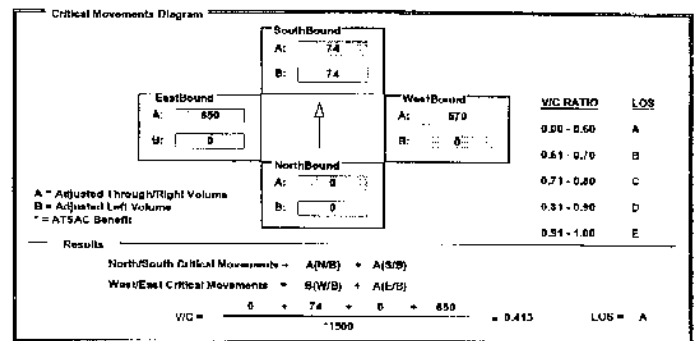 Critical Movements Diagram
SouthBound
A: 74
B: 74
EastBound
A: 650
B: 0
WestBound
A: 670
B: 0
NorthBound
A: 0
B: 0
V/C RATIO LOS
0.00 - 0.60 A
0.61 - 0.70 B
0.71 - 0.80 C
0.81 - 0.90 D
0.91 - 1.00 E
A = Adjusted Through/Right Volume
B = Adjusted Left Volume
* = ATSAC Benefit
Results
North/South Critical Movements = A(N/B) + A(S/B)
West/East Critical Movements = B(W/B) + A(E/B)
V/C = 0 + 74 + 0 + 650 = 0.413 LOS = A
*1500